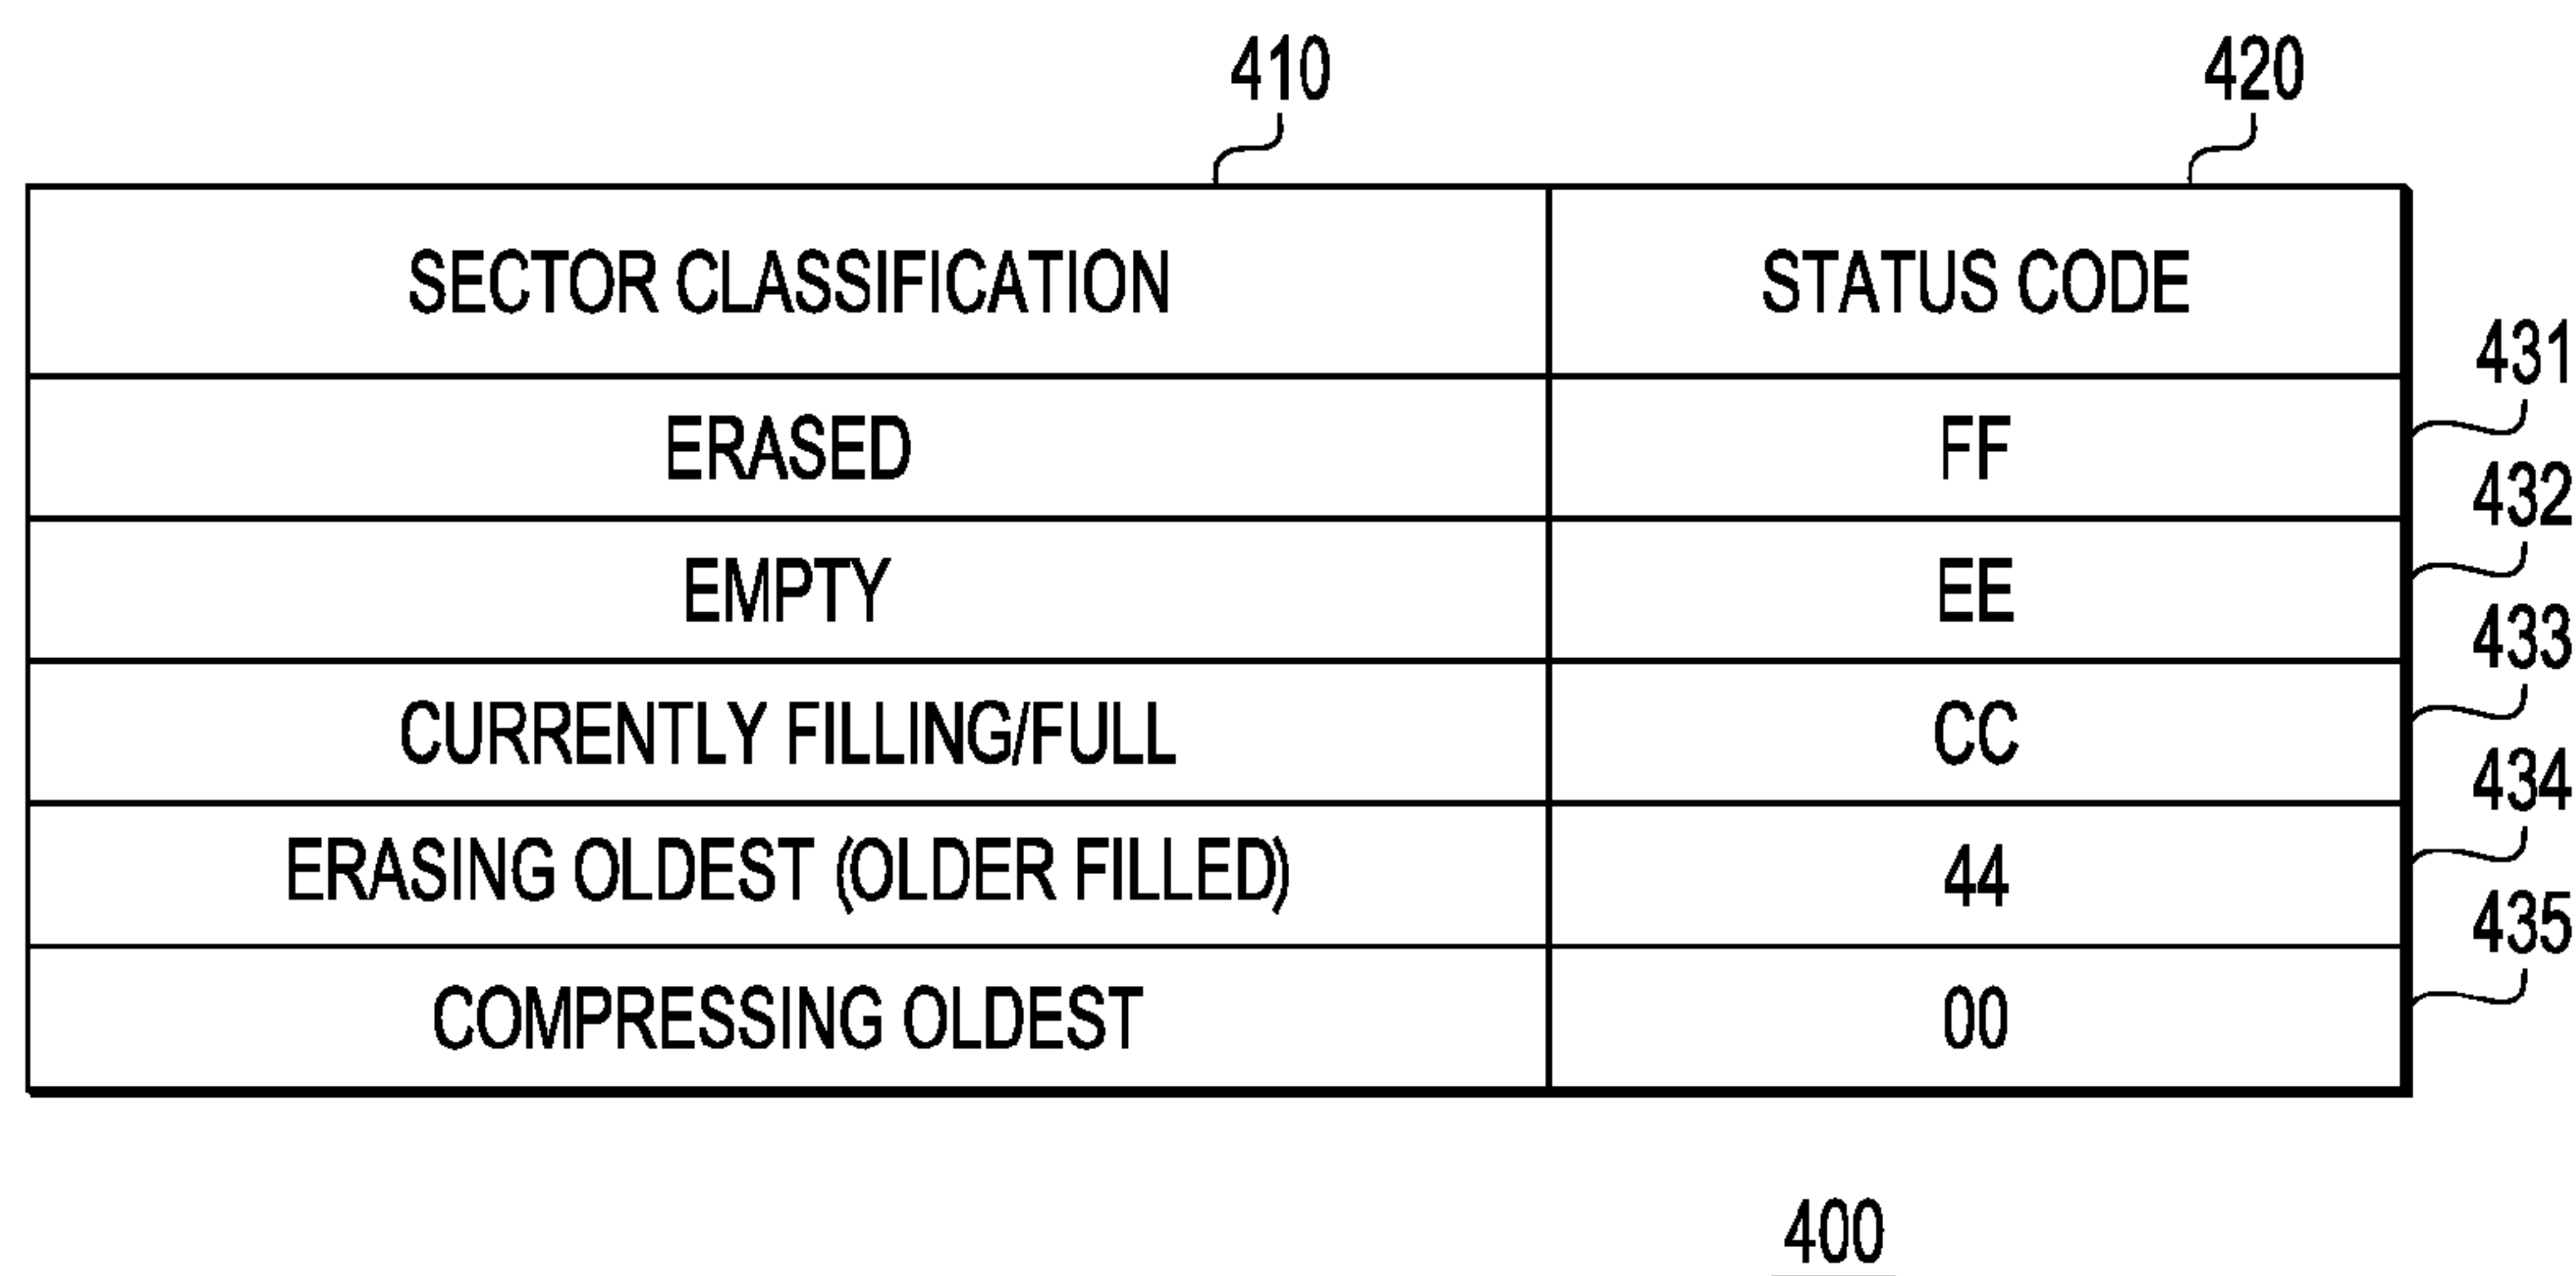 410
420
SECTOR CLASSIFICATION STATUS CODE
431
ERASED FF
432
EMPTY EE
433
CURRENTLY FILLING/FULL CC
434
ERASING OLDEST (OLDER FILLED) 44
435
COMPRESSING OLDEST 00
400